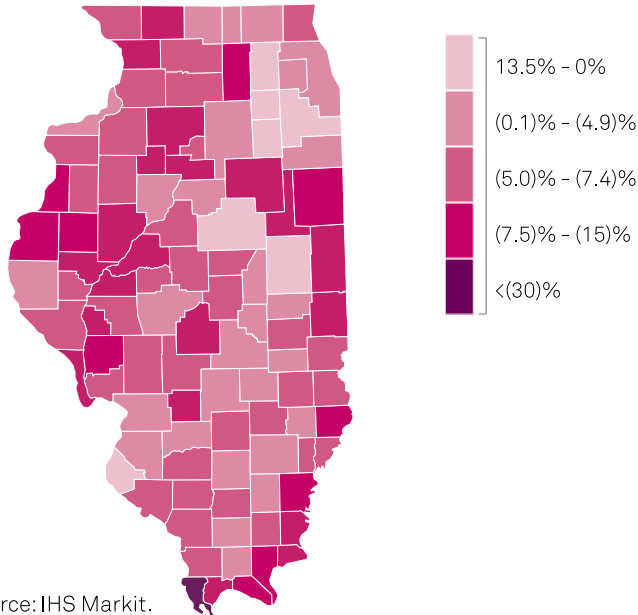 13.5% - 0%
(0.1)% - (4.9)%
(5.0)% - (7.4)%
(7.5)% - (15)%
<(30)%
rce: IHS Markit.